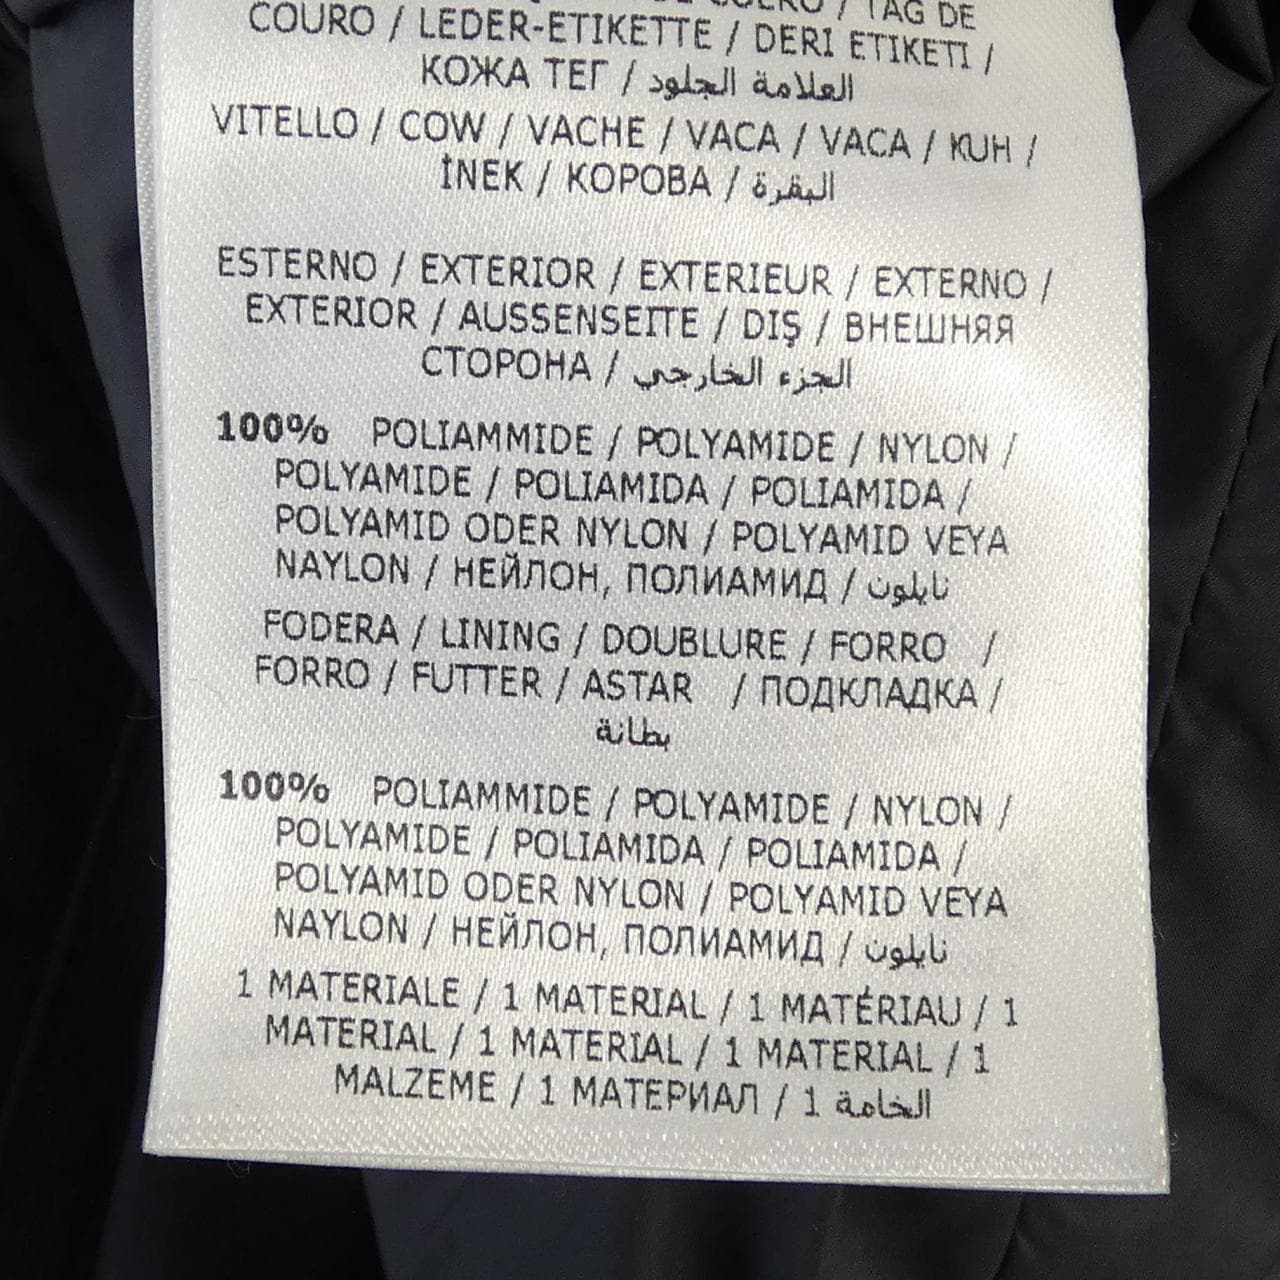 CUERO / TAG DE
COURO / LEDER-ETIKETTE / DERI ETIKETI /
КОЖА ТЕГ / العلامة الجلود
VITELLO / COW / VACHE / VACA / VACA / KUH /
İNEK / КОРОВА / البقرة
ESTERNO / EXTERIOR / EXTERIEUR / EXTERNO /
EXTERIOR / AUSSENSEITE / DIŞ / ВНЕШНЯЯ
СТОРОНА / الجزء الخارجي
100% POLIAMMIDE / POLYAMIDE / NYLON /
POLYAMIDE / POLIAMIDA / POLIAMIDA /
POLYAMID ODER NYLON / POLYAMID VEYA
NAYLON / НЕЙЛОН, ПОЛИАМИД / نايلون
FODERA / LINING / DOUBLURE / FORRO /
FORRO / FUTTER / ASTAR / ПОДКЛАДКА /
بطانة
100% POLIAMMIDE / POLYAMIDE / NYLON /
POLYAMIDE / POLIAMIDA / POLIAMIDA /
POLYAMID ODER NYLON / POLYAMID VEYA
NAYLON / НЕЙЛОН, ПОЛИАМИД / نايلون
1 MATERIALE / 1 MATERIAL / 1 MATÉRIAU / 1
MATERIAL / 1 MATERIAL / 1 MATERIAL / 1
MALZEME / 1 МАТЕРИАЛ / 1 الخامة